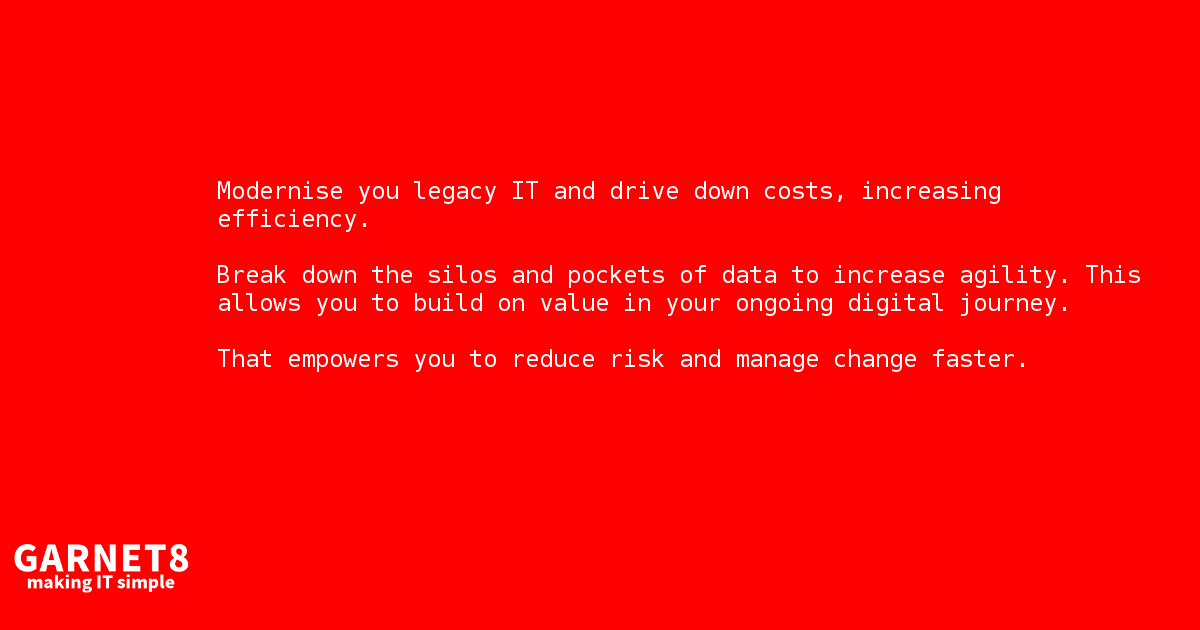 Modernise you legacy IT and drive down costs, increasing
efficiency.
Break down the silos and pockets of data to increase agility. This
allows you to build on value in your ongoing digital journey.
That empowers you to reduce risk and manage change faster.
GARNET8
making IT simple